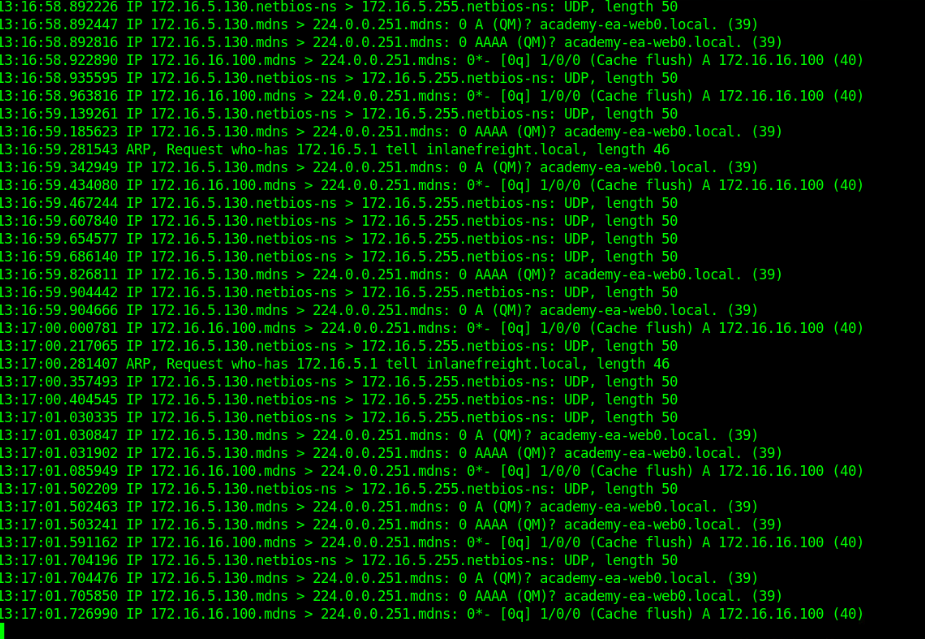 13:16:58.892226 IP 172.16.5.130.netbios-ns > 172.16.5.255.netbios-ns: UDP, length 50
13:16:58.892447 IP 172.16.5.130.mdns > 224.0.0.251.mdns: 0 A (QM)? academy-ea-web0.local. (39)
13:16:58.892816 IP 172.16.5.130.mdns > 224.0.0.251.mdns: 0 AAAA (QM)? academy-ea-web0.local. (39)
13:16:58.922890 IP 172.16.16.100.mdns > 224.0.0.251.mdns: 0*- [0q] 1/0/0 (Cache flush) A 172.16.16.100 (40)
13:16:58.935595 IP 172.16.5.130.netbios-ns > 172.16.5.255.netbios-ns: UDP, length 50
13:16:58.963816 IP 172.16.16.100.mdns > 224.0.0.251.mdns: 0*- [0q] 1/0/0 (Cache flush) A 172.16.16.100 (40)
13:16:59.139261 IP 172.16.5.130.netbios-ns > 172.16.5.255.netbios-ns: UDP, length 50
13:16:59.185623 IP 172.16.5.130.mdns > 224.0.0.251.mdns: 0 AAAA (QM)? academy-ea-web0.local. (39)
13:16:59.281543 ARP, Request who-has 172.16.5.1 tell inlanefreight.local, length 46
13:16:59.342949 IP 172.16.5.130.mdns > 224.0.0.251.mdns: 0 A (QM)? academy-ea-web0.local. (39)
13:16:59.434080 IP 172.16.16.100.mdns > 224.0.0.251.mdns: 0*- [0q] 1/0/0 (Cache flush) A 172.16.16.100 (40)
13:16:59.467244 IP 172.16.5.130.netbios-ns > 172.16.5.255.netbios-ns: UDP, length 50
13:16:59.607840 IP 172.16.5.130.netbios-ns > 172.16.5.255.netbios-ns: UDP, length 50
13:16:59.654577 IP 172.16.5.130.netbios-ns > 172.16.5.255.netbios-ns: UDP, length 50
13:16:59.686140 IP 172.16.5.130.netbios-ns > 172.16.5.255.netbios-ns: UDP, length 50
13:16:59.826811 IP 172.16.5.130.mdns > 224.0.0.251.mdns: 0 AAAA (QM)? academy-ea-web0.local. (39)
13:16:59.904442 IP 172.16.5.130.netbios-ns > 172.16.5.255.netbios-ns: UDP, length 50
13:16:59.904666 IP 172.16.5.130.mdns > 224.0.0.251.mdns: 0 A (QM)? academy-ea-web0.local. (39)
13:17:00.000781 IP 172.16.16.100.mdns > 224.0.0.251.mdns: 0*- [0q] 1/0/0 (Cache flush) A 172.16.16.100 (40)
13:17:00.217065 IP 172.16.5.130.netbios-ns > 172.16.5.255.netbios-ns: UDP, length 50
13:17:00.281407 ARP, Request who-has 172.16.5.1 tell inlanefreight.local, length 46
13:17:00.357493 IP 172.16.5.130.netbios-ns > 172.16.5.255.netbios-ns: UDP, length 50
13:17:00.404545 IP 172.16.5.130.netbios-ns > 172.16.5.255.netbios-ns: UDP, length 50
13:17:01.030335 IP 172.16.5.130.netbios-ns > 172.16.5.255.netbios-ns: UDP, length 50
13:17:01.030847 IP 172.16.5.130.mdns > 224.0.0.251.mdns: 0 A (QM)? academy-ea-web0.local. (39)
13:17:01.031902 IP 172.16.5.130.mdns > 224.0.0.251.mdns: 0 AAAA (QM)? academy-ea-web0.local. (39)
13:17:01.085949 IP 172.16.16.100.mdns > 224.0.0.251.mdns: 0*- [0q] 1/0/0 (Cache flush) A 172.16.16.100 (40)
13:17:01.502209 IP 172.16.5.130.netbios-ns > 172.16.5.255.netbios-ns: UDP, length 50
13:17:01.502463 IP 172.16.5.130.mdns > 224.0.0.251.mdns: 0 A (QM)? academy-ea-web0.local. (39)
13:17:01.503241 IP 172.16.5.130.mdns > 224.0.0.251.mdns: 0 AAAA (QM)? academy-ea-web0.local. (39)
13:17:01.591162 IP 172.16.16.100.mdns > 224.0.0.251.mdns: 0*- [0q] 1/0/0 (Cache flush) A 172.16.16.100 (40)
13:17:01.704196 IP 172.16.5.130.netbios-ns > 172.16.5.255.netbios-ns: UDP, length 50
13:17:01.704476 IP 172.16.5.130.mdns > 224.0.0.251.mdns: 0 A (QM)? academy-ea-web0.local. (39)
13:17:01.705850 IP 172.16.5.130.mdns > 224.0.0.251.mdns: 0 AAAA (QM)? academy-ea-web0.local. (39)
13:17:01.726990 IP 172.16.16.100.mdns > 224.0.0.251.mdns: 0*- [0q] 1/0/0 (Cache flush) A 172.16.16.100 (40)